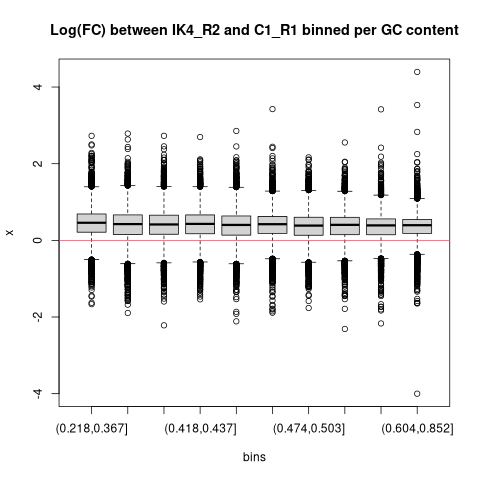 Log(FC) between IK4_R2 and C1_R1 binned per GC content
4
2
0
-2
-4
x
(0.218,0.367] (0.418,0.437] (0.474,0.503] (0.604,0.852]
bins